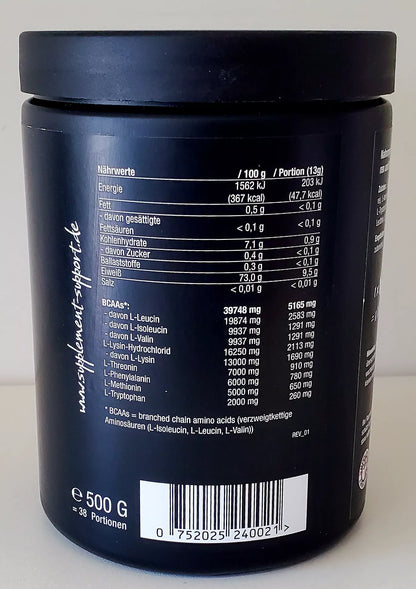 www.supplement-support.de
Nährwerte / 100 g / Portion (13g)
Energie 1562 kJ 203 kJ
(367 kcal) (47,7 kcal)
Fett 0,5 g < 0,1 g
- davon gesättigte
Fettsäuren < 0,1 g < 0,1 g
Kohlenhydrate 7,1 g 0,9 g
- davon Zucker 0,4 g < 0,1 g
Ballaststoffe 0,3 g < 0,1 g
Eiweiß 73,0 g 9,5 g
Salz < 0,01 g < 0,01 g
BCAAs*: 39748 mg 5165 mg
- davon L-Leucin 19874 mg 2583 mg
- davon L-Isoleucin 9937 mg 1291 mg
- davon L-Valin 9937 mg 1291 mg
L-Lysin-Hydrochlorid 16250 mg 2113 mg
- davon L-Lysin 13000 mg 1690 mg
L-Threonin 7000 mg 910 mg
L-Phenylalanin 6000 mg 780 mg
L-Methionin 5000 mg 650 mg
L-Tryptophan 2000 mg 260 mg
* BCAAs = branched chain amino acids (verzweigtkettige
Aminosäuren (L-Isoleucin, L-Leucin, L-Valin))
REV_01
℮ 500 G
= 38 Portionen
0 752025 240021 >